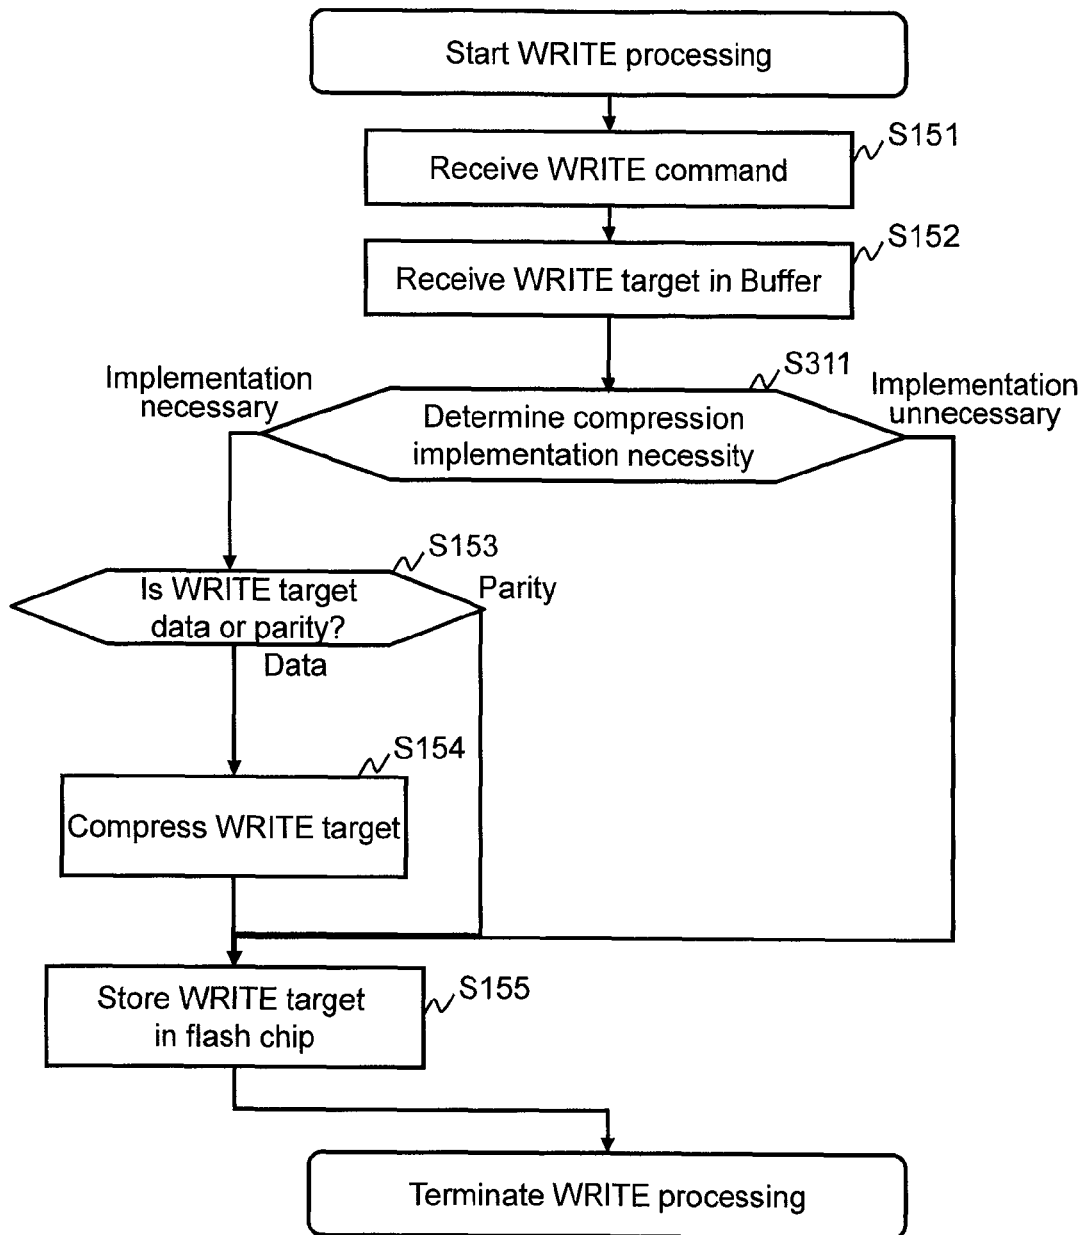 Start WRITE processing
S151
Receive WRITE command
S152
Receive WRITE target in Buffer
S311
Implementation
necessary
Implementation
unnecessary
Determine compression
implementation necessity
S153
Is WRITE target
data or parity?
Parity
Data
S154
Compress WRITE target
S155
Store WRITE target
in flash chip
Terminate WRITE processing